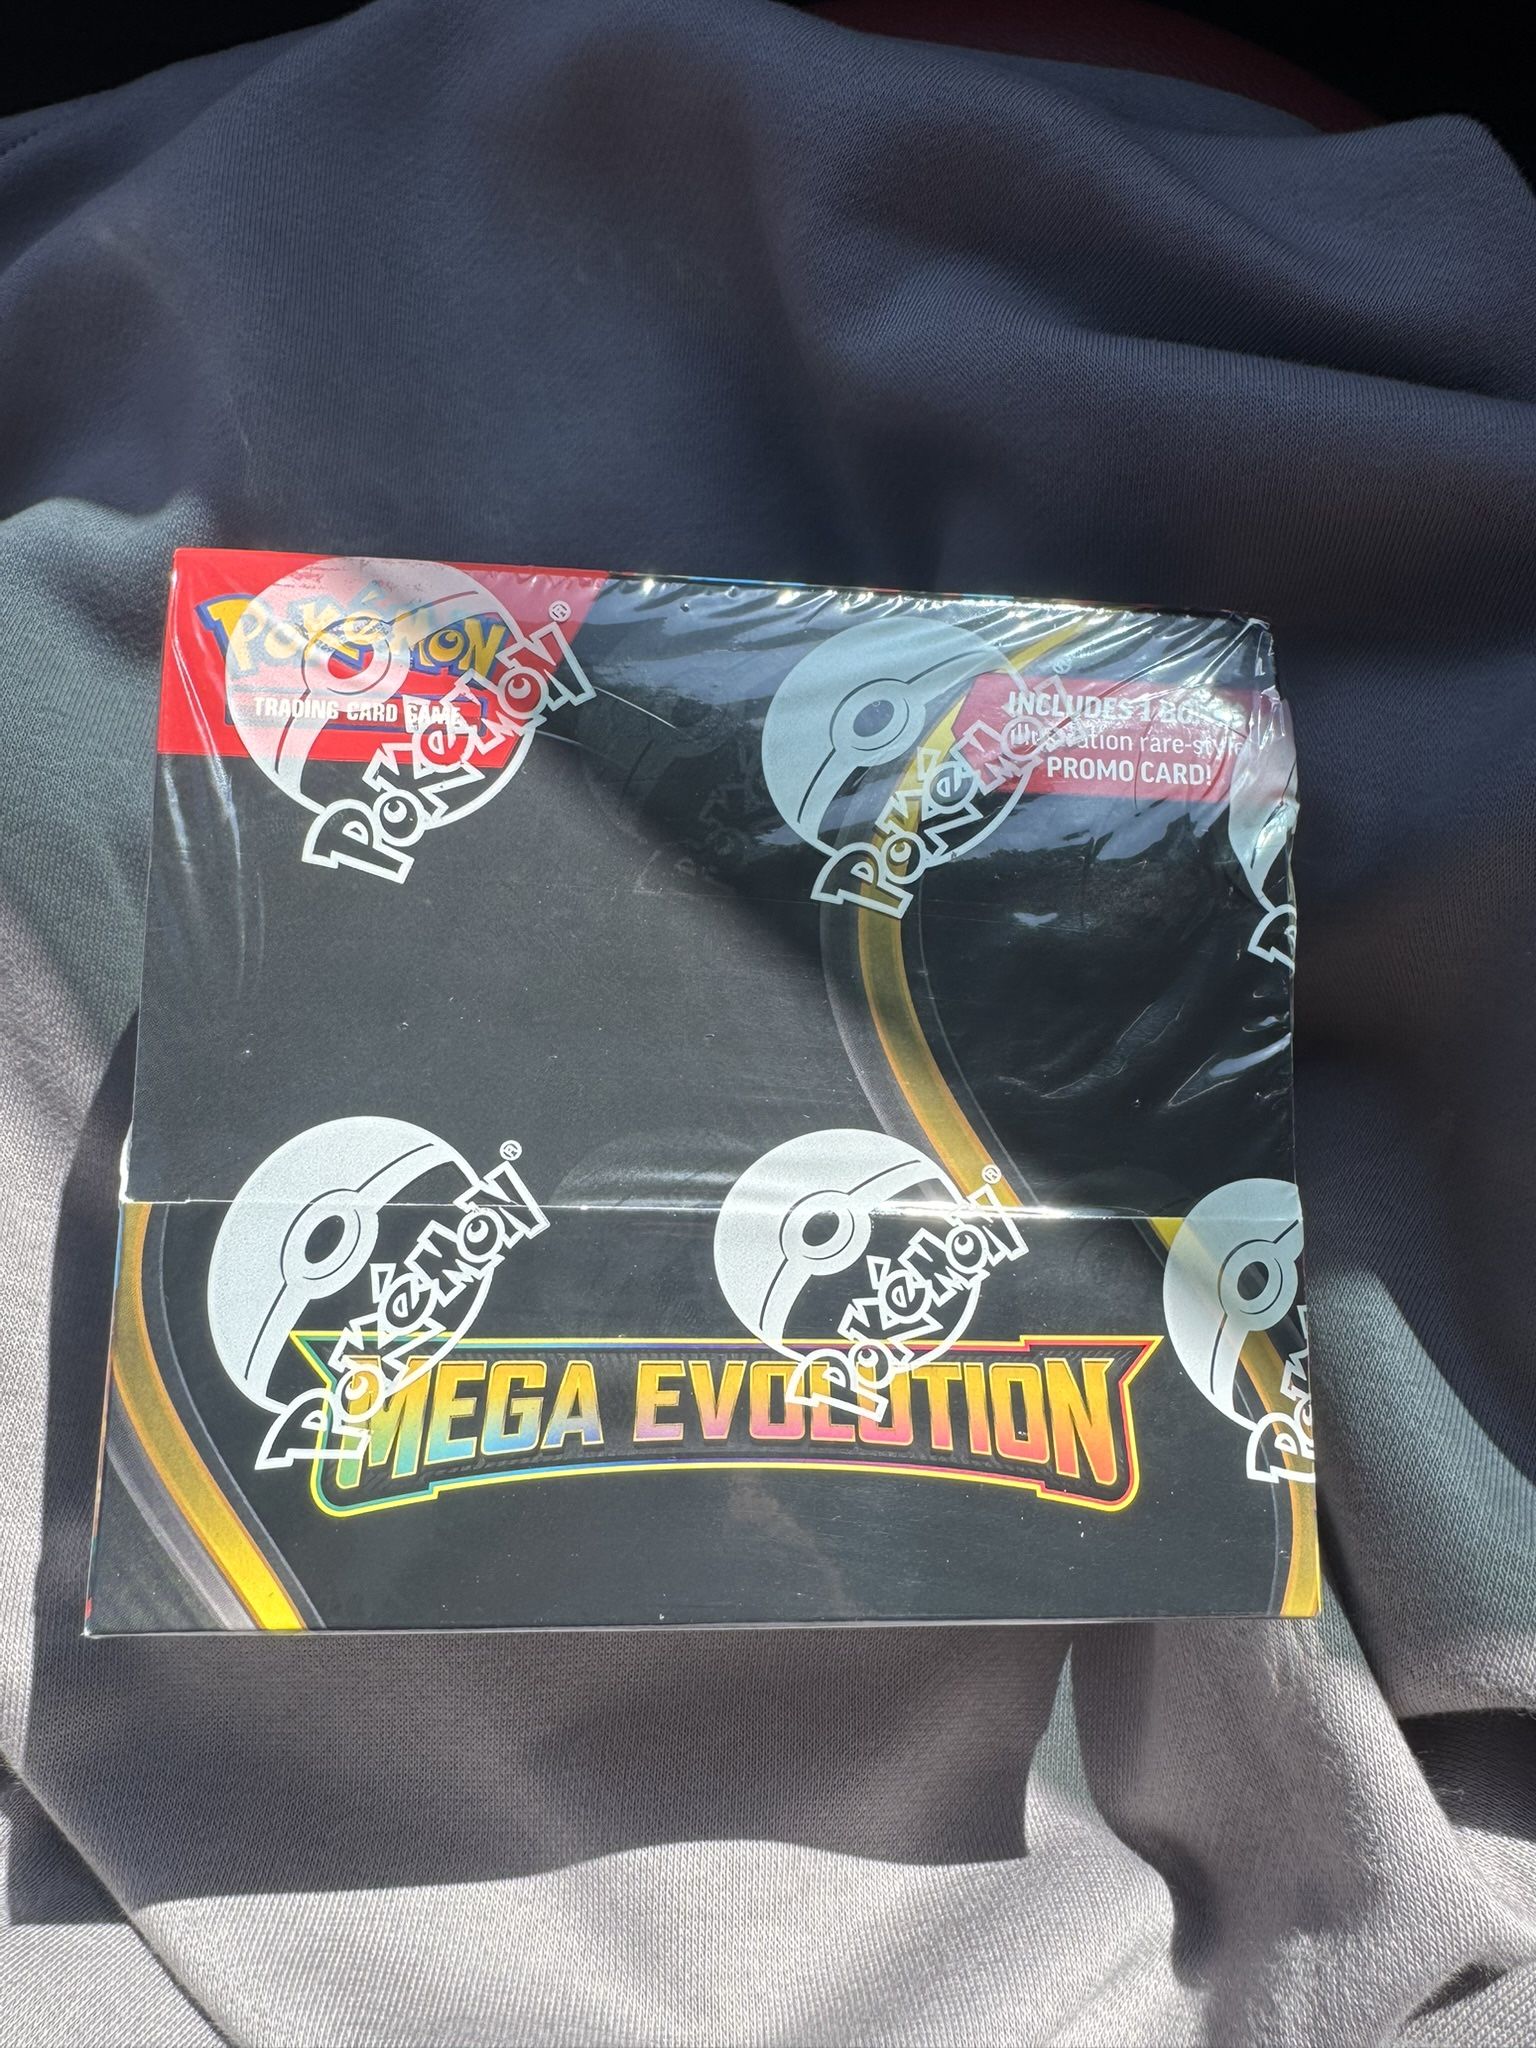 Pokémon
TRADING CARD GAME
Pokémon®
Pokémon
INCLUDES 1 BONUS
illustration rare-style
PROMO CARD!
Pokémon®
Pokémon®
MEGA EVOLUTION